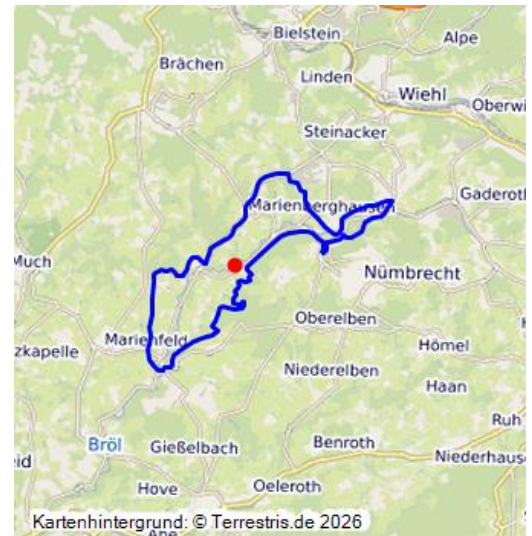 Alpe
Bielstein
Brächen
Linden
Wiehl
Oberwi
Steinacker
Gaderoth
Marienberghausen
Much
Nümbrecht
Oberelben
Marienfeld
zkapelle
Hömel
Niederelben
Haan
Ruh
Bröl
Gießelbach
Benroth
eid
Niederhause
Oeleroth
Hove
Kartenhintergrund: © Terrestris.de 2026